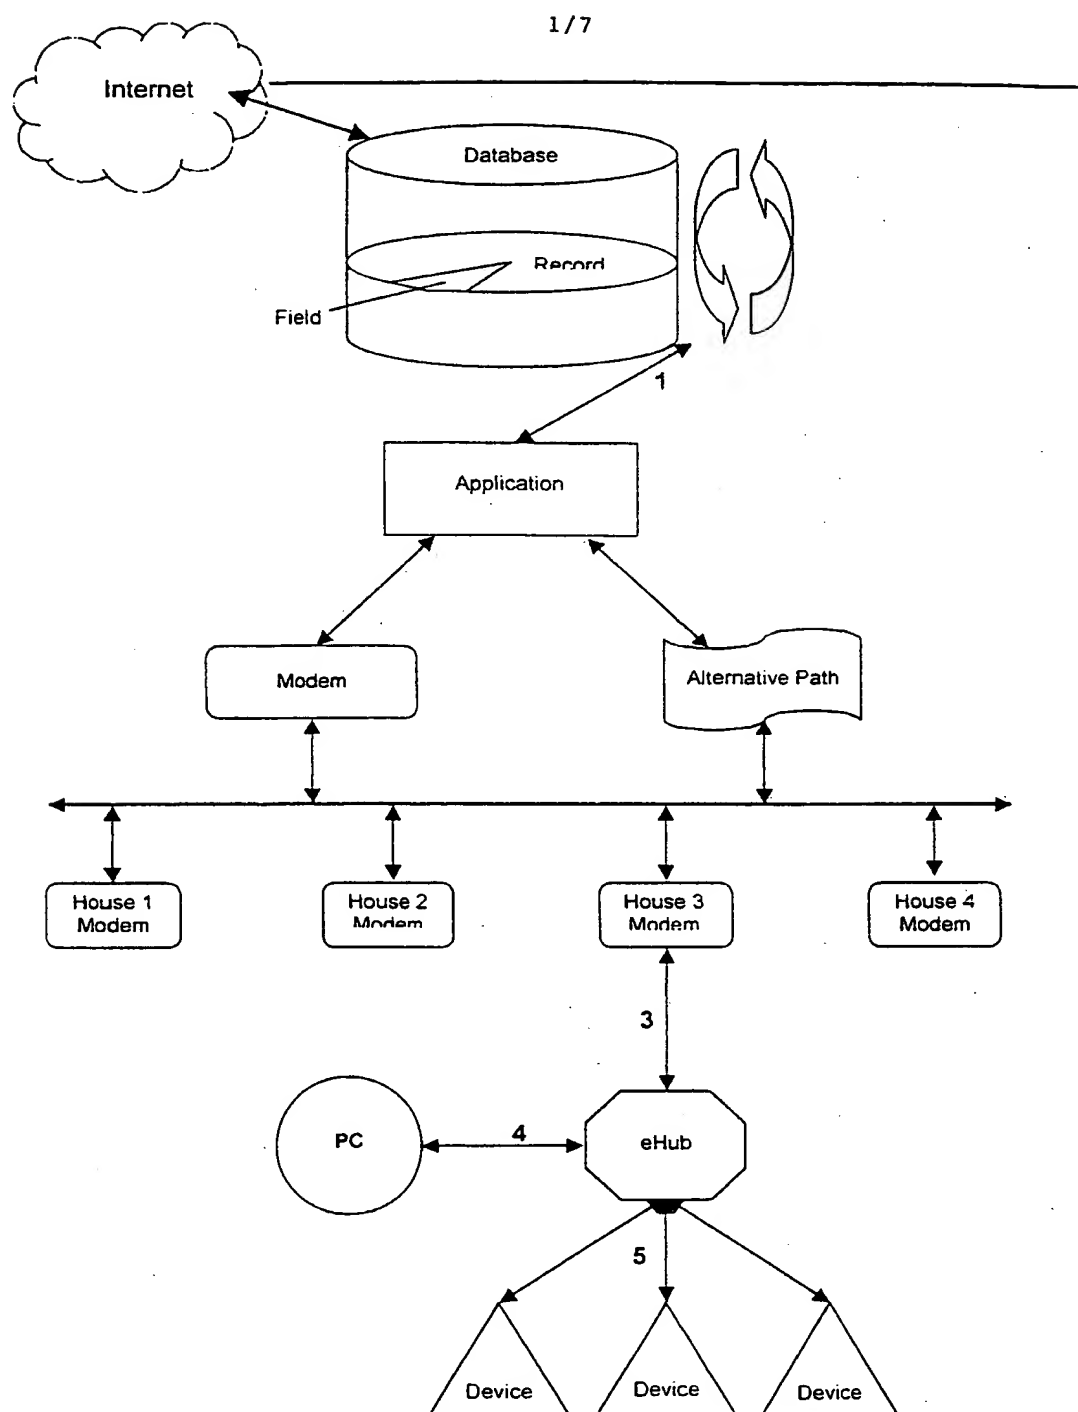 1/7
Internet
Database
Record
Field
1
Application
Modem
Alternative Path
House 1
Modem
House 2
Modem
House 3
Modem
House 4
Modem
3
PC
4
eHub
5
Device
Device
Device